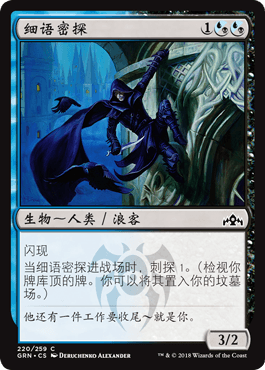 细语密探 1
生物～人类／浪客
闪现
当细语密探进战场时，刺探 1。（检视你
牌库顶的牌。你可以将其置入你的坟墓
场。）
他还有一件工作要收尾～就是你。
3/2
220/259 C
GRN • CS DERUCHENKO ALEXANDER
™ & © 2018 Wizards of the Coast